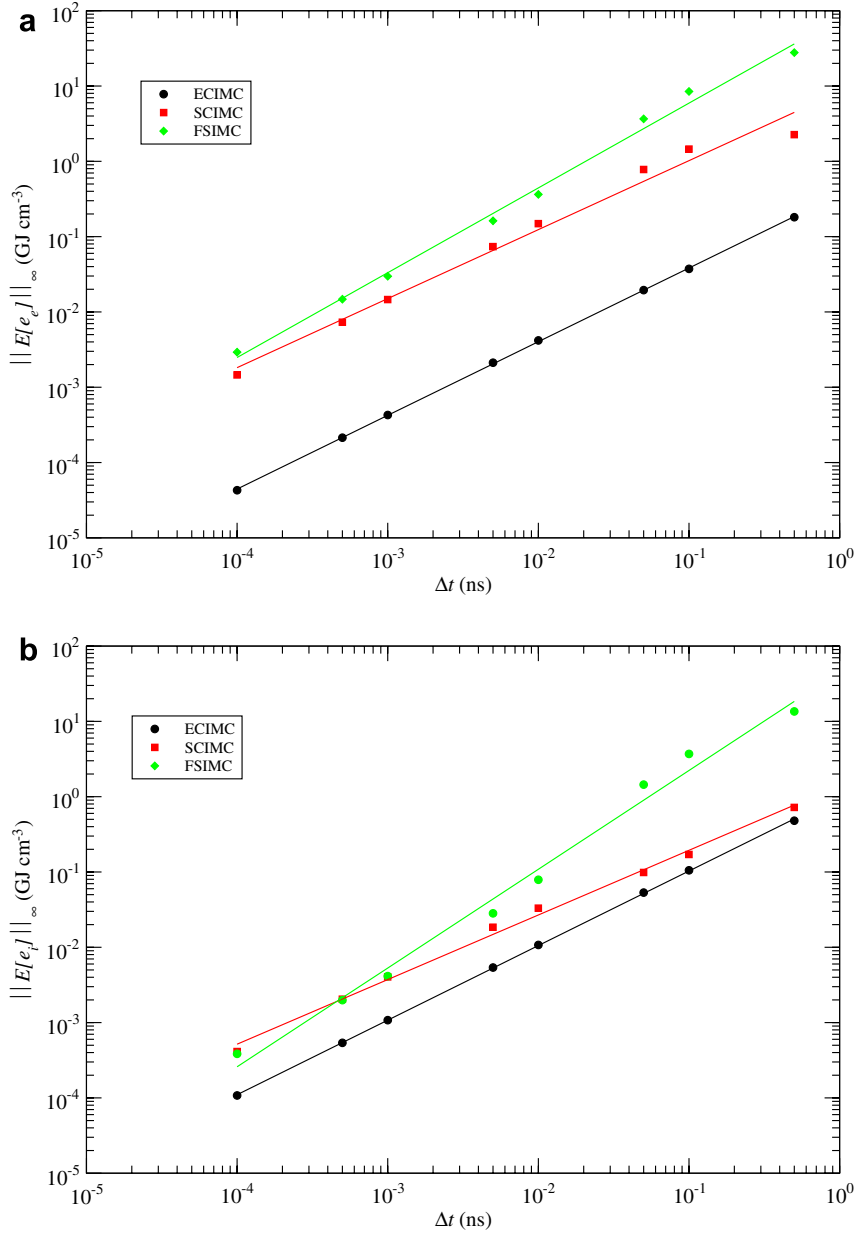 a
10^2
10^1
10^0
10^-1
10^-2
10^-3
10^-4
10^-5
||E[e_e]||_∞ (GJ cm^-3)
ECIMC
SCIMC
FSIMC
10^-5 10^-4 10^-3 10^-2 10^-1 10^0
Δt (ns)
b
10^2
10^1
10^0
10^-1
10^-2
10^-3
10^-4
10^-5
||E[e_i]||_∞ (GJ cm^-3)
ECIMC
SCIMC
FSIMC
10^-5 10^-4 10^-3 10^-2 10^-1 10^0
Δt (ns)